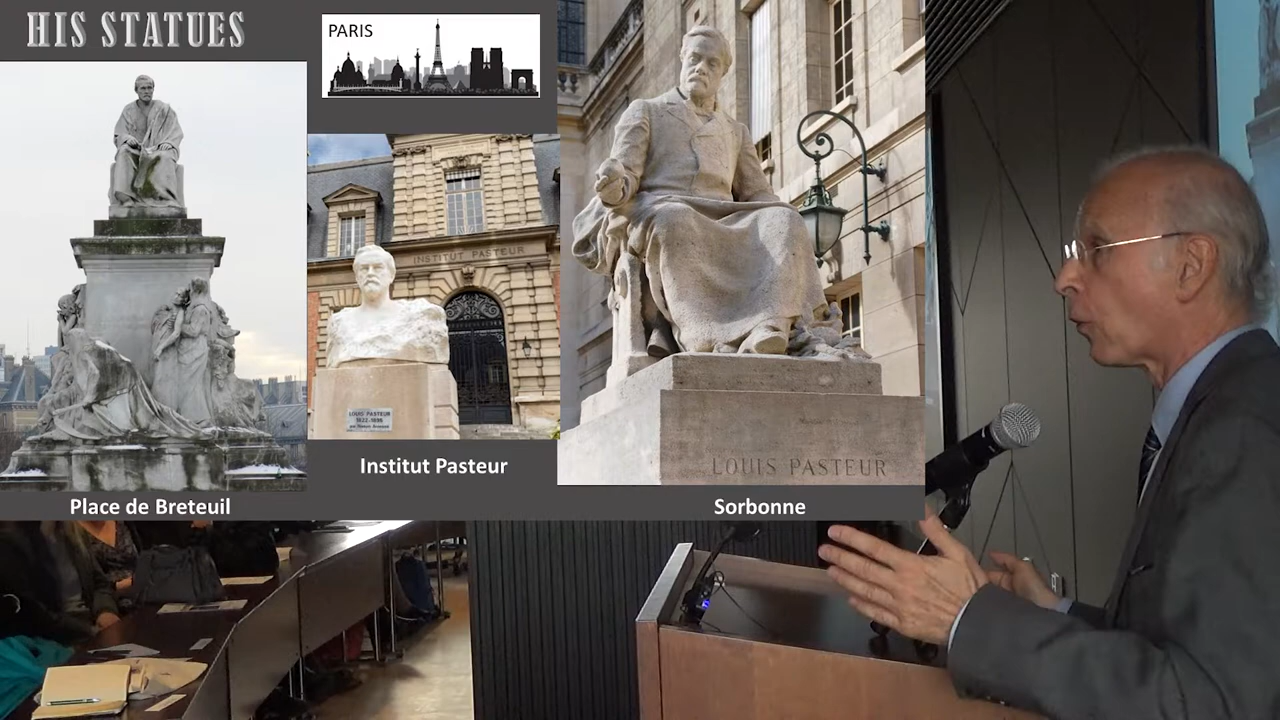 HIS STATUES
PARIS
INSTITUT PASTEUR
LOUIS PASTEUR
1822-1895
LOUIS PASTEUR
Place de Breteuil
Institut Pasteur
Sorbonne